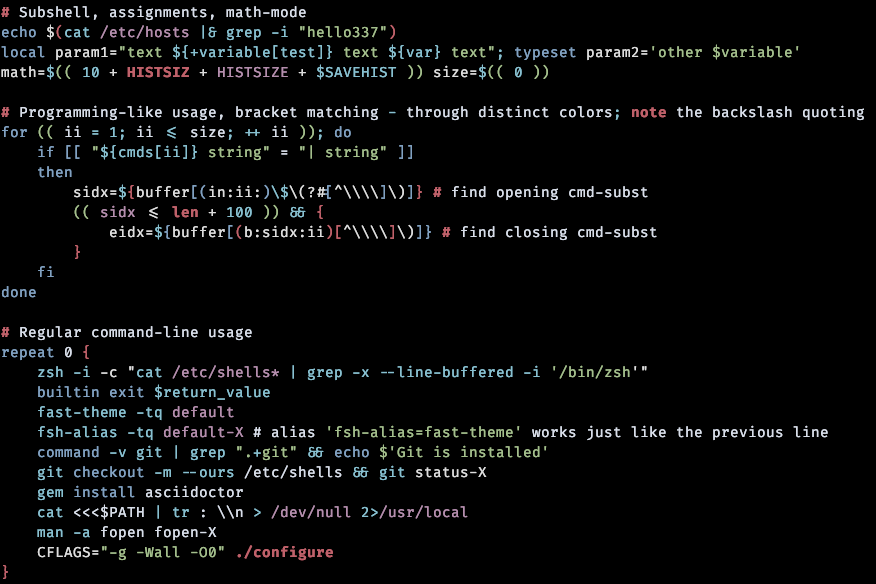 # Subshell, assignments, math-mode
echo $(cat /etc/hosts |& grep -i "hello337")
local param1="text ${+variable[test]} text ${var} text"; typeset param2='other $variable'
math=$(( 10 + HISTSIZ + HISTSIZE + $SAVEHIST )) size=$(( 0 ))

# Programming-like usage, bracket matching - through distinct colors; note the backslash quoting
for (( ii = 1; ii <= size; ++ ii )); do
    if [[ "${cmds[ii]} string" = "| string" ]]
    then
        sidx=${buffer[(in:ii:)\$\(?#[^\\\\]\)]} # find opening cmd-subst
        (( sidx <= len + 100 )) && {
            eidx=${buffer[(b:sidx:ii)[^\\\\]\)]} # find closing cmd-subst
        }
    fi
done

# Regular command-line usage
repeat 0 {
    zsh -i -c "cat /etc/shells* | grep -x --line-buffered -i '/bin/zsh'"
    builtin exit $return_value
    fast-theme -tq default
    fsh-alias -tq default-X # alias 'fsh-alias=fast-theme' works just like the previous line
    command -v git | grep ".+git" && echo $'Git is installed'
    git checkout -m --ours /etc/shells && git status-X
    gem install asciidoctor
    cat <<<$PATH | tr : \\n > /dev/null 2>/usr/local
    man -a fopen fopen-X
    CFLAGS="-g -Wall -O0" ./configure
}